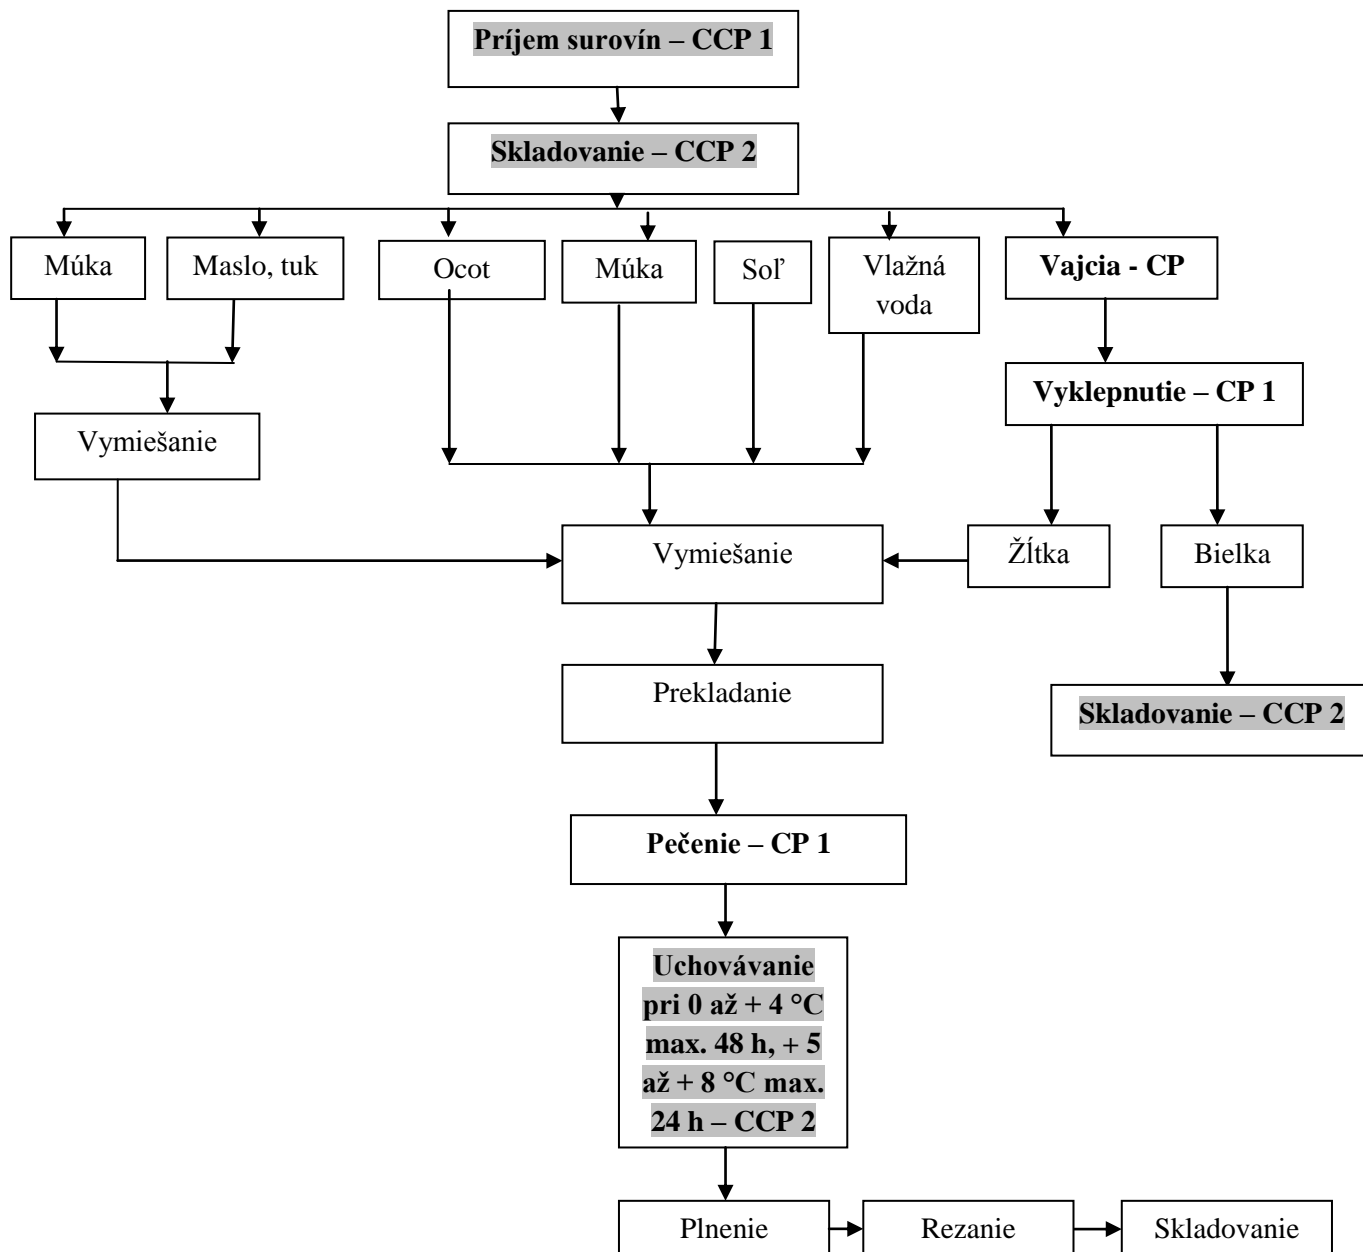 Príjem surovín – CCP 1
Skladovanie – CCP 2
Múka
Maslo, tuk
Ocot
Múka
Soľ
Vlažná
voda
Vajcia - CP
Vyklepnutie – CP 1
Vymiešanie
Vymiešanie
Žĺtka
Bielka
Prekladanie
Skladovanie – CCP 2
Pečenie – CP 1
Uchovávanie
pri 0 až + 4 °C
max. 48 h, + 5
až + 8 °C max.
24 h – CCP 2
Plnenie
Rezanie
Skladovanie